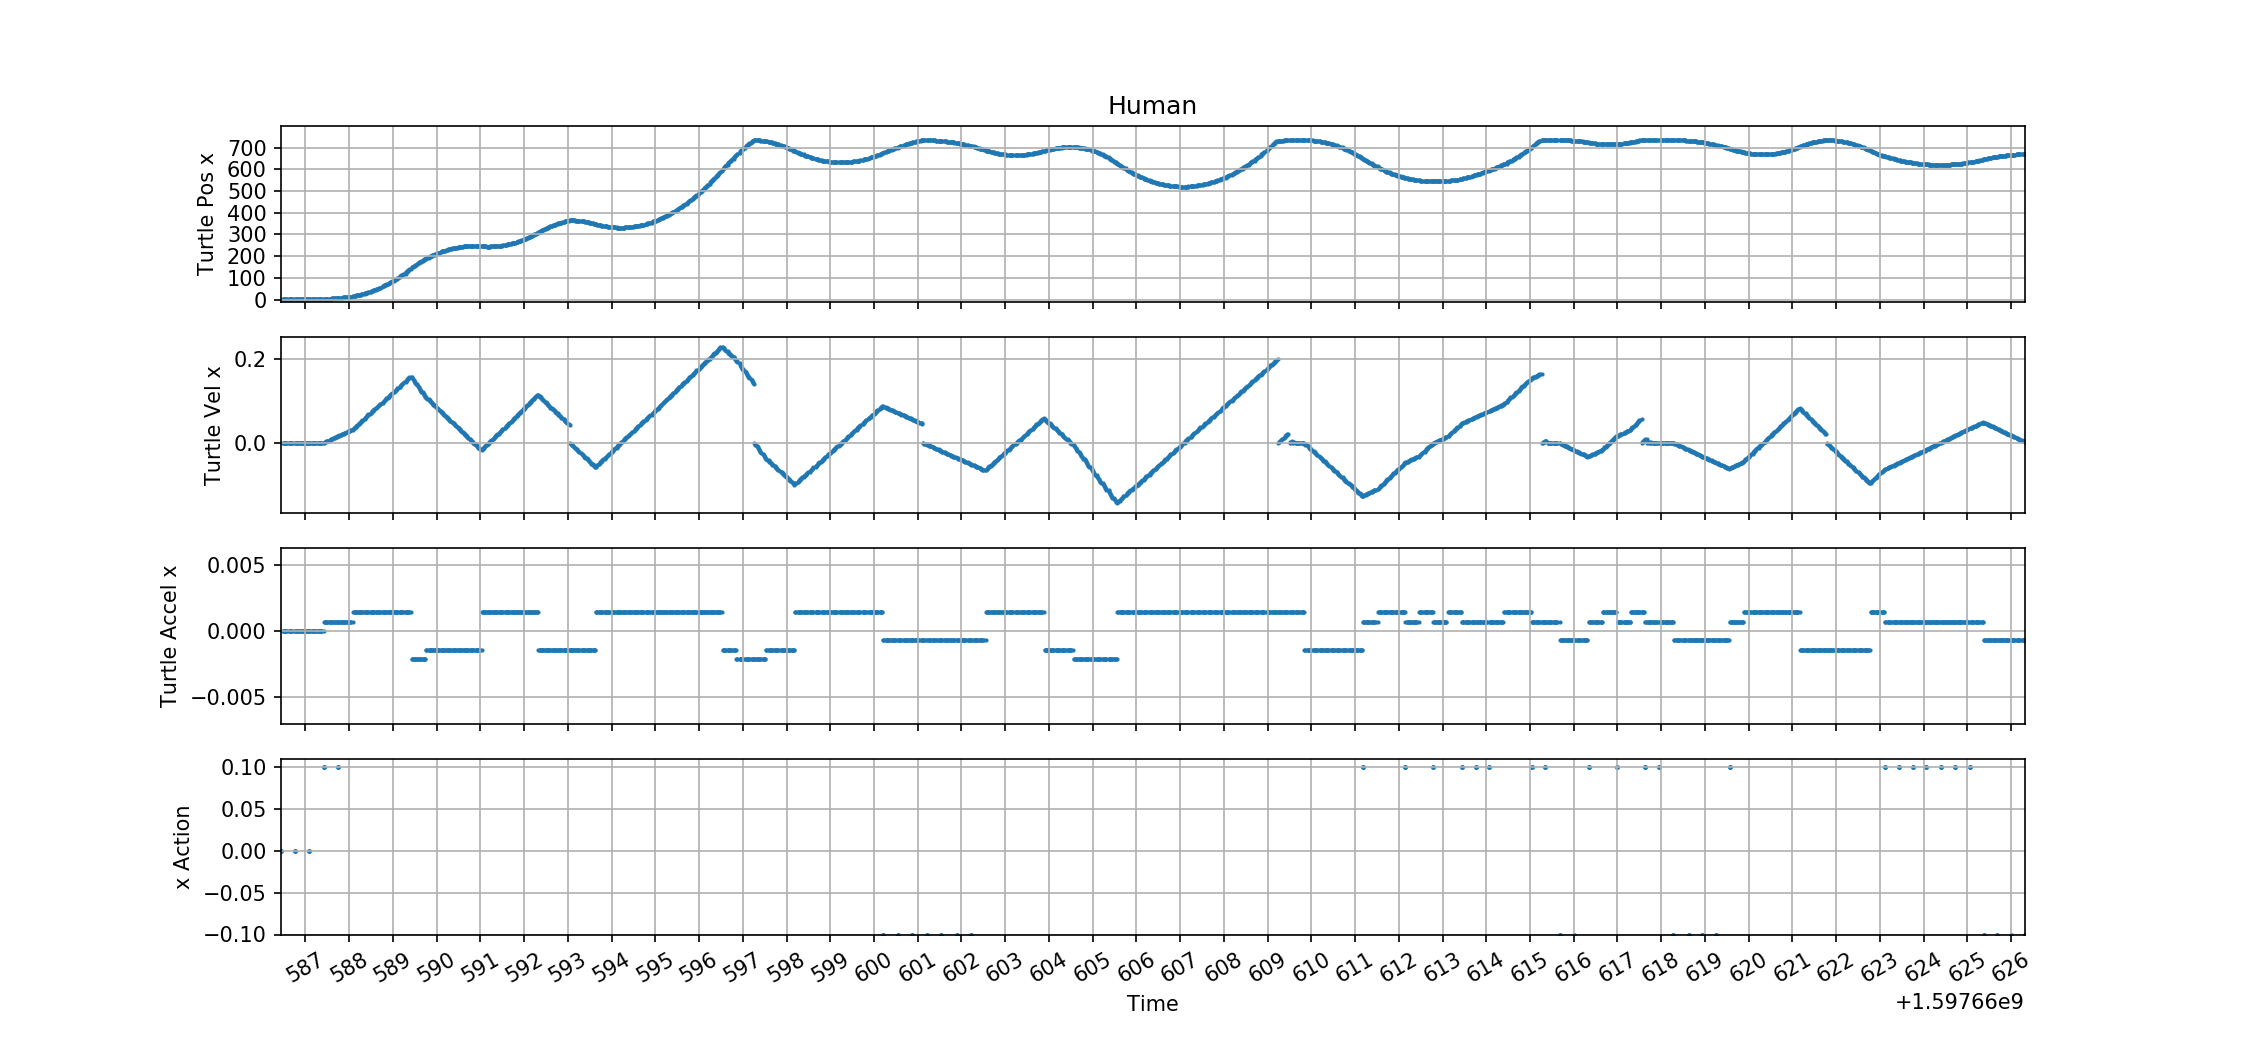 Human
Turtle Pos x
700
600
500
400
300
200
100
0
Turtle Vel x
0.2
0.0
Turtle Accel x
0.005
0.000
−0.005
x Action
0.10
0.05
0.00
−0.05
−0.10
587 588 589 590 591 592 593 594 595 596 597 598 599 600 601 602 603 604 605 606 607 608 609 610 611 612 613 614 615 616 617 618 619 620 621 622 623 624 625 626
Time
+1.59766e9